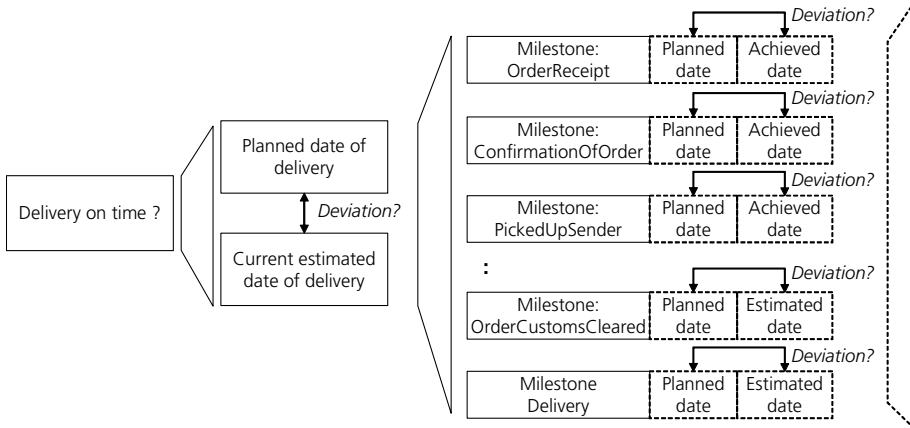 Delivery on time ?
Planned date of
delivery
Deviation?
Current estimated
date of delivery
Deviation?
Milestone:
OrderReceipt
Planned
date
Achieved
date
Deviation?
Milestone:
ConfirmationOfOrder
Planned
date
Achieved
date
Deviation?
Milestone:
PickedUpSender
Planned
date
Achieved
date
:
Deviation?
Milestone:
OrderCustomsCleared
Planned
date
Estimated
date
Deviation?
Milestone
Delivery
Planned
date
Estimated
date